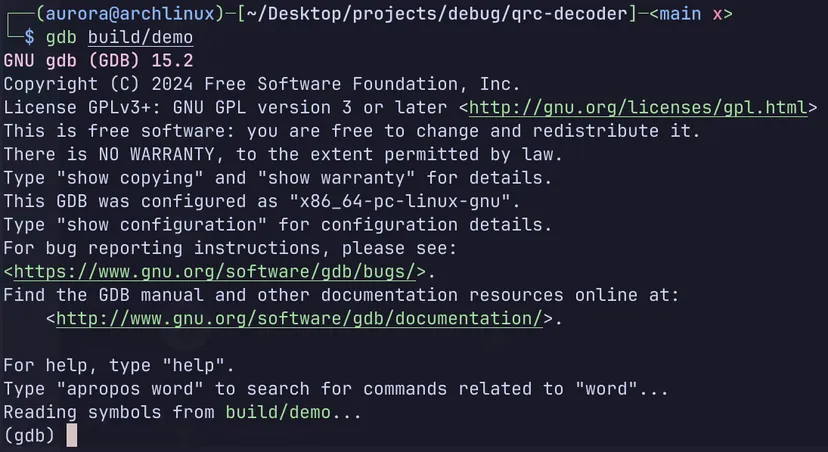 ┌──(aurora@archlinux)-[~/Desktop/projects/debug/qrc-decoder]-<main x>
└─$ gdb build/demo
GNU gdb (GDB) 15.2
Copyright (C) 2024 Free Software Foundation, Inc.
License GPLv3+: GNU GPL version 3 or later <http://gnu.org/licenses/gpl.html>
This is free software: you are free to change and redistribute it.
There is NO WARRANTY, to the extent permitted by law.
Type "show copying" and "show warranty" for details.
This GDB was configured as "x86_64-pc-linux-gnu".
Type "show configuration" for configuration details.
For bug reporting instructions, please see:
<https://www.gnu.org/software/gdb/bugs/>.
Find the GDB manual and other documentation resources online at:
    <http://www.gnu.org/software/gdb/documentation/>.

For help, type "help".
Type "apropos word" to search for commands related to "word"...
Reading symbols from build/demo...
(gdb)